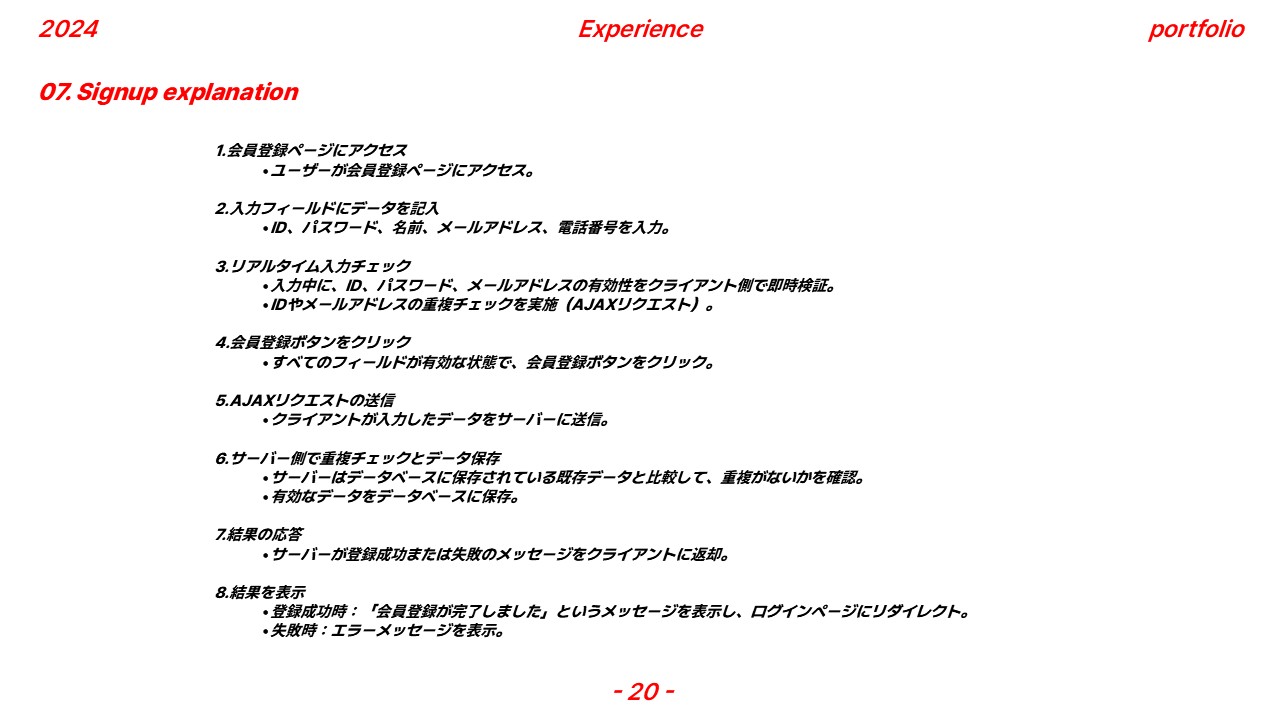 2024
Experience
portfolio
07. Signup explanation
1.会員登録ページにアクセス
•ユーザーが会員登録ページにアクセス。
2.入力フィールドにデータを記入
•ID、パスワード、名前、メールアドレス、電話番号を入力。
3.リアルタイム入力チェック
•入力中に、ID、パスワード、メールアドレスの有効性をクライアント側で即時検証。
•IDやメールアドレスの重複チェックを実施（AJAXリクエスト）。
4.会員登録ボタンをクリック
•すべてのフィールドが有効な状態で、会員登録ボタンをクリック。
5.AJAXリクエストの送信
•クライアントが入力したデータをサーバーに送信。
6.サーバー側で重複チェックとデータ保存
•サーバーはデータベースに保存されている既存データと比較して、重複がないかを確認。
•有効なデータをデータベースに保存。
7.結果の応答
•サーバーが登録成功または失敗のメッセージをクライアントに返却。
8.結果を表示
•登録成功時：「会員登録が完了しました」というメッセージを表示し、ログインページにリダイレクト。
•失敗時：エラーメッセージを表示。
- 20 -